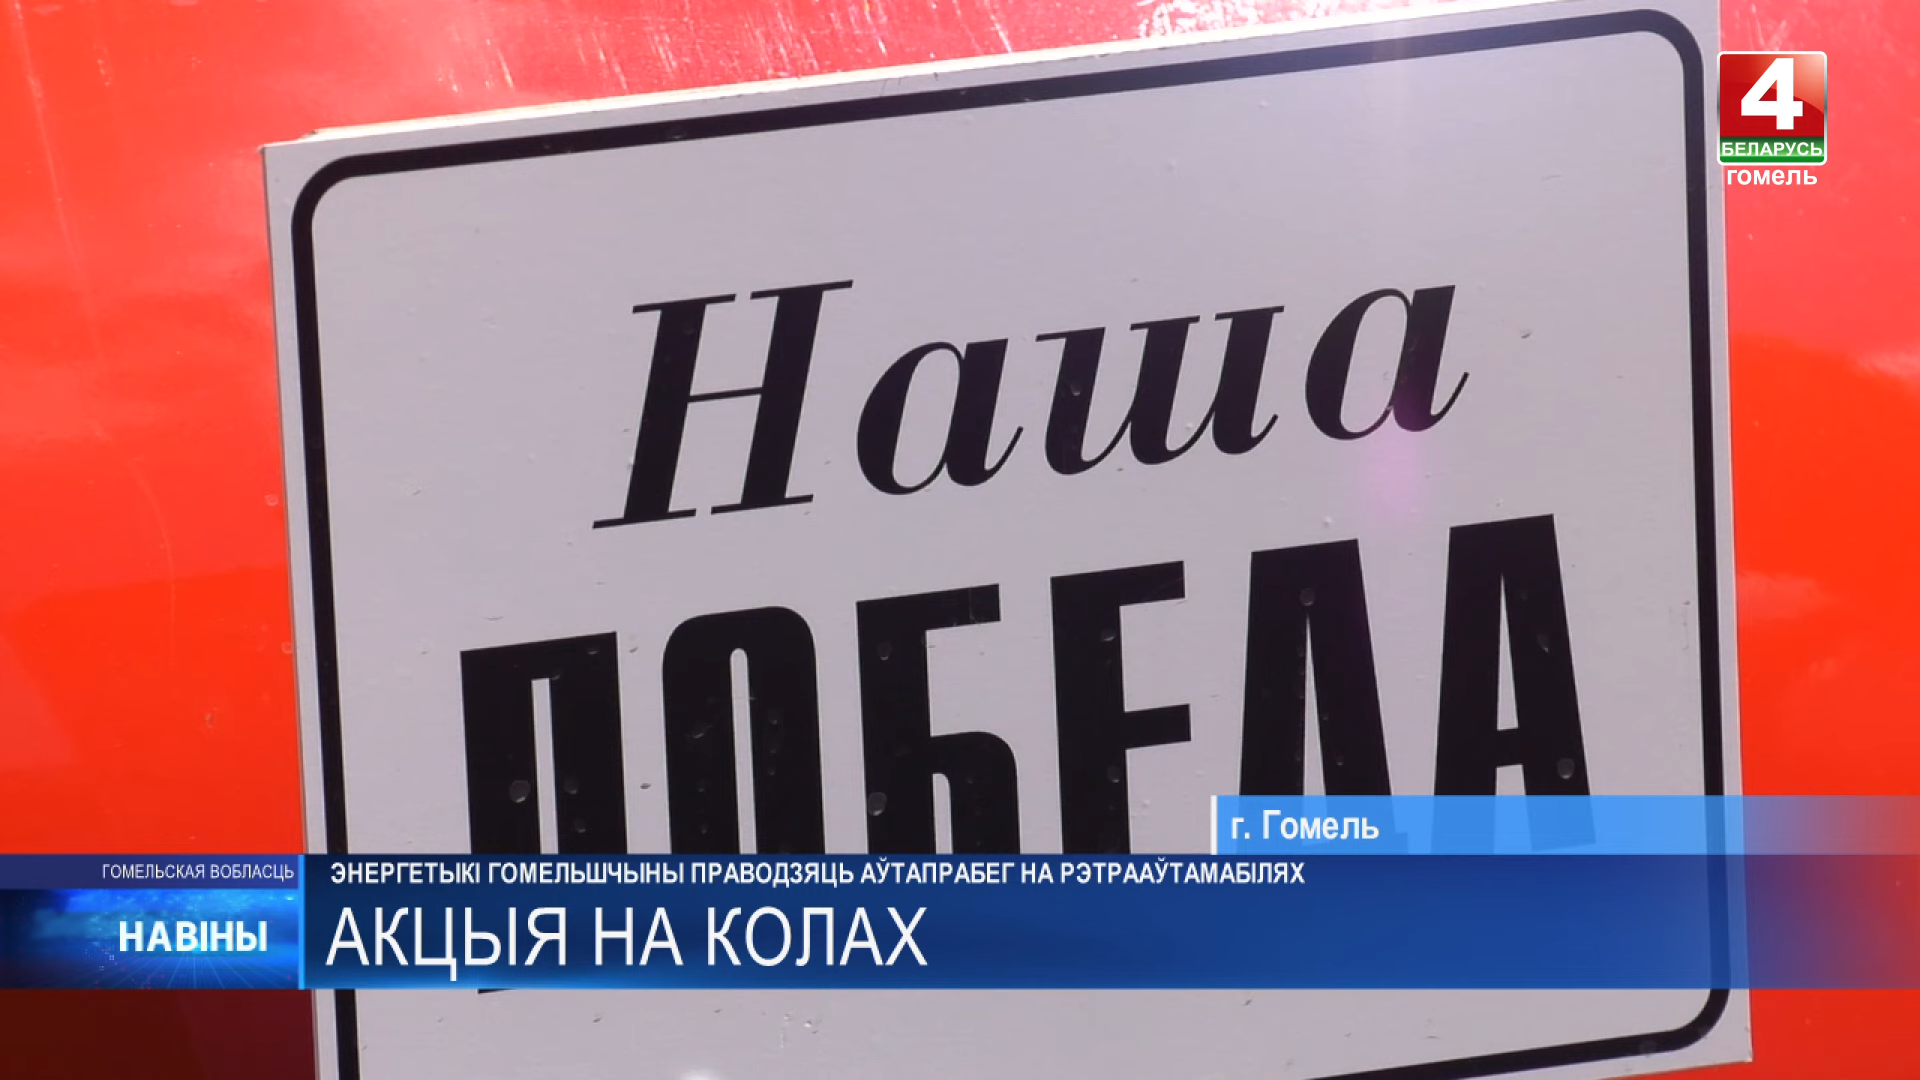 4
БЕЛАРУСЬ
гомель
Наша
ПОБЕДА
г. Гомель
ГОМЕЛЬСКАЯ ВОБЛАСЦЬ
ЭНЕРГЕТЫКІ ГОМЕЛЬШЧЫНЫ ПРАВОДЗЯЦЬ АЎТАПРАБЕГ НА РЭТРААЎТАМАБІЛЯХ
НАВІНЫ
АКЦЫЯ НА КОЛАХ